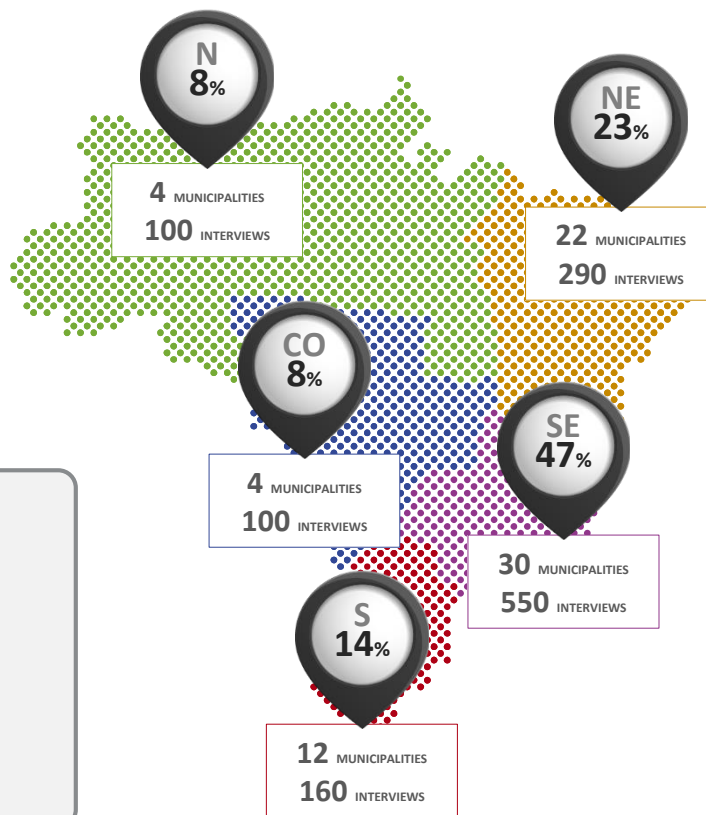 N
8%
4 MUNICIPALITIES
100 INTERVIEWS
NE
23%
22 MUNICIPALITIES
290 INTERVIEWS
CO
8%
4 MUNICIPALITIES
100 INTERVIEWS
SE
47%
30 MUNICIPALITIES
550 INTERVIEWS
S
14%
12 MUNICIPALITIES
160 INTERVIEWS